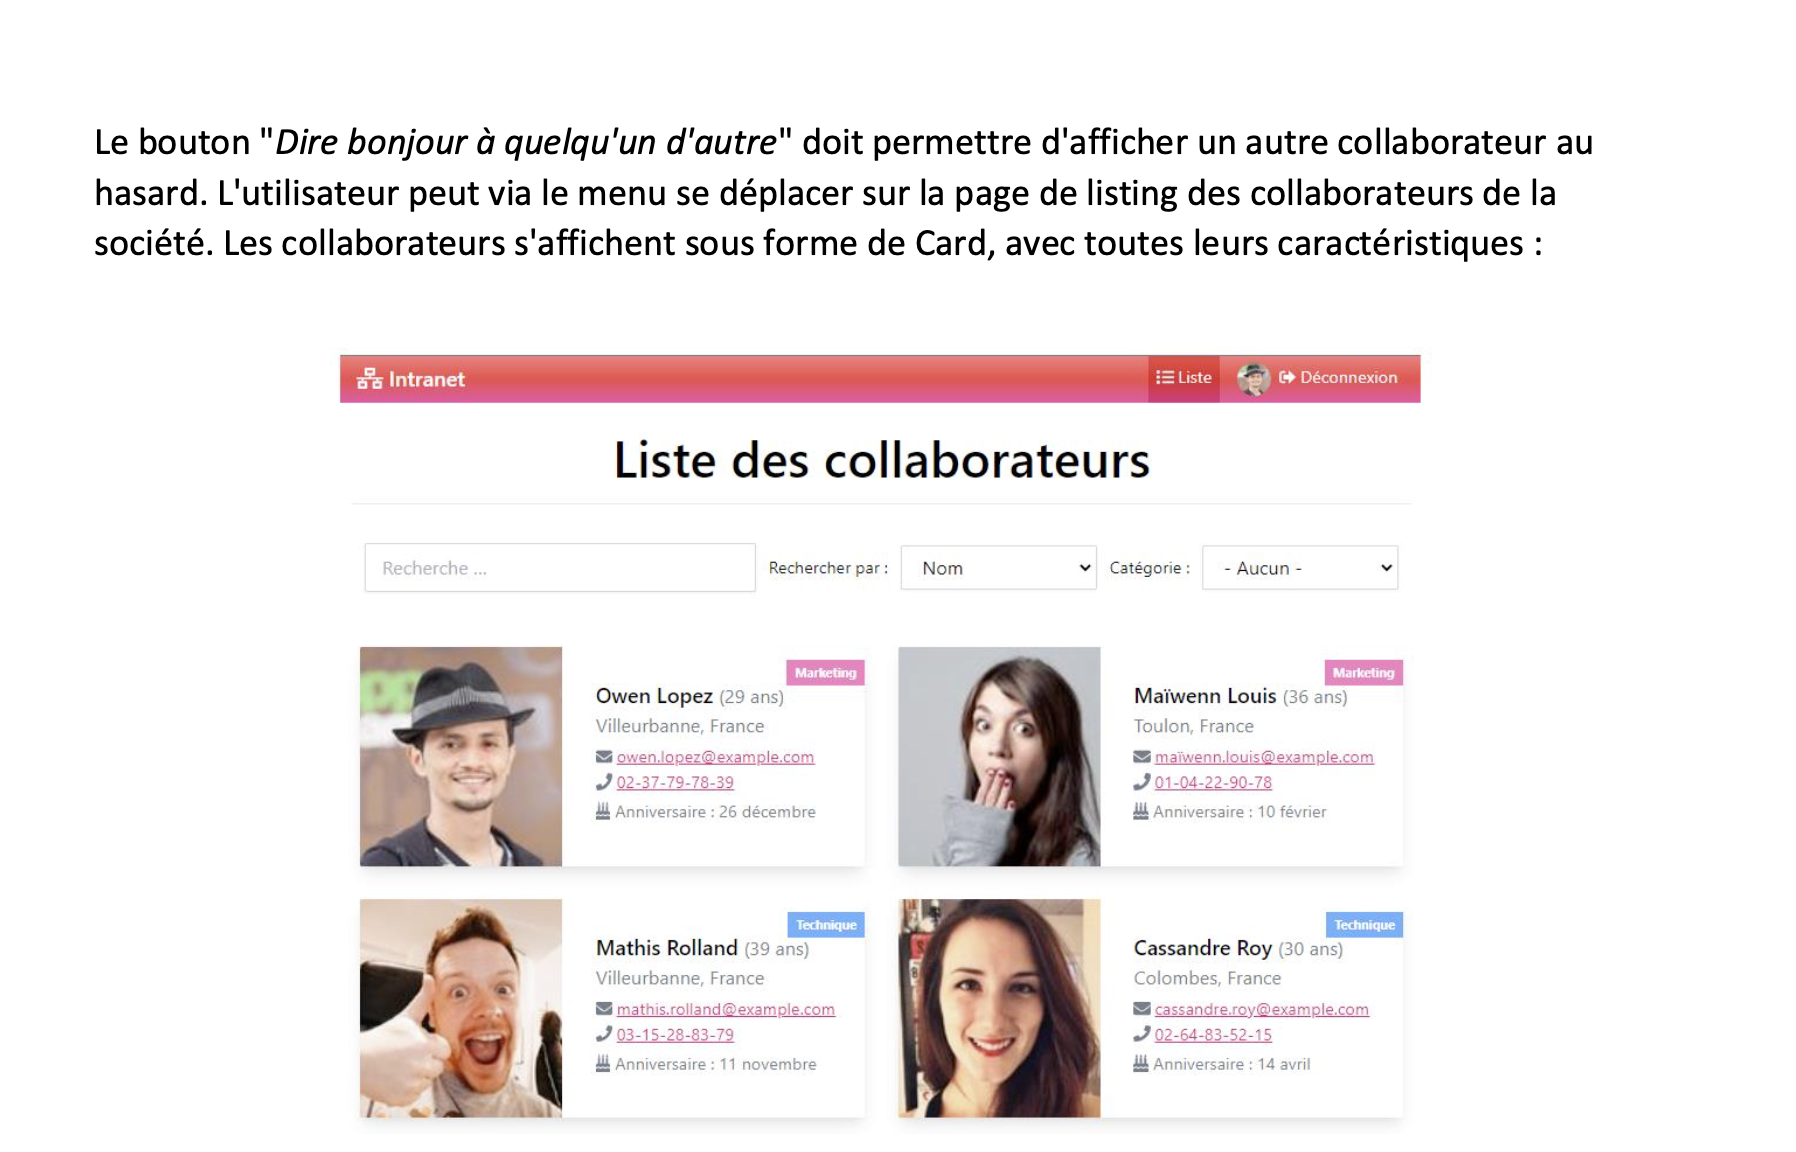 Le bouton "Dire bonjour à quelqu'un d'autre" doit permettre d'afficher un autre collaborateur au
hasard. L'utilisateur peut via le menu se déplacer sur la page de listing des collaborateurs de la
société. Les collaborateurs s'affichent sous forme de Card, avec toutes leurs caractéristiques :
Intranet
Liste
Déconnexion
Liste des collaborateurs
Recherche ...
Rechercher par :
Nom
Catégorie :
- Aucun -
Marketing
Owen Lopez (29 ans)
Villeurbanne, France
owen.lopez@example.com
02-37-79-78-39
Anniversaire : 26 décembre
Marketing
Maïwenn Louis (36 ans)
Toulon, France
maïwenn.louis@example.com
01-04-22-90-78
Anniversaire : 10 février
Technique
Mathis Rolland (39 ans)
Villeurbanne, France
mathis.rolland@example.com
03-15-28-83-79
Anniversaire : 11 novembre
Technique
Cassandre Roy (30 ans)
Colombes, France
cassandre.roy@example.com
02-64-83-52-15
Anniversaire : 14 avril